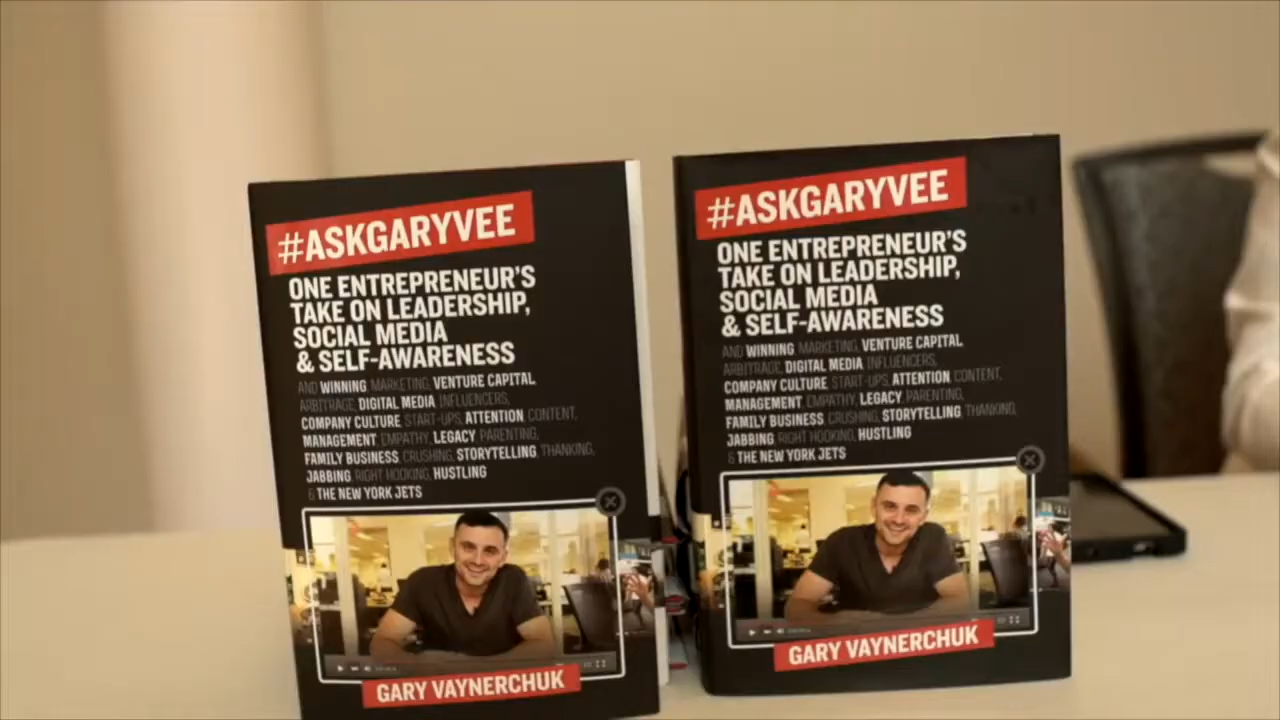 #ASKGARYVEE
ONE ENTREPRENEUR'S
TAKE ON LEADERSHIP,
SOCIAL MEDIA
& SELF-AWARENESS
AND WINNING, MARKETING, VENTURE CAPITAL
ARBITRAGE, DIGITAL MEDIA, INFLUENCERS,
COMPANY CULTURE, START-UPS, ATTENTION, CONTENT,
MANAGEMENT, EMPATHY, LEGACY, PARENTING,
FAMILY BUSINESS, CRUSHING, STORYTELLING, THANKING,
JABBING, RIGHT HOOKING, HUSTLING
& THE NEW YORK JETS
GARY VAYNERCHUK
#ASKGARYVEE
ONE ENTREPRENEUR'S
TAKE ON LEADERSHIP,
SOCIAL MEDIA
& SELF-AWARENESS
AND WINNING, MARKETING, VENTURE CAPITAL
ARBITRAGE, DIGITAL MEDIA, INFLUENCERS,
COMPANY CULTURE, START-UPS, ATTENTION, CONTENT,
MANAGEMENT, EMPATHY, LEGACY, PARENTING,
FAMILY BUSINESS, CRUSHING, STORYTELLING, THANKING,
JABBING, RIGHT HOOKING, HUSTLING
& THE NEW YORK JETS
GARY VAYNERCHUK